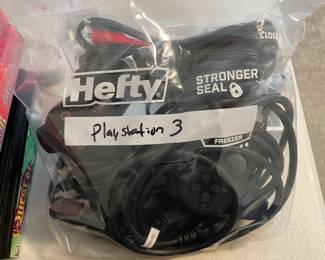 CLOSE
Hefty
STRONGER
SEAL
Playstation 3
FREEZER